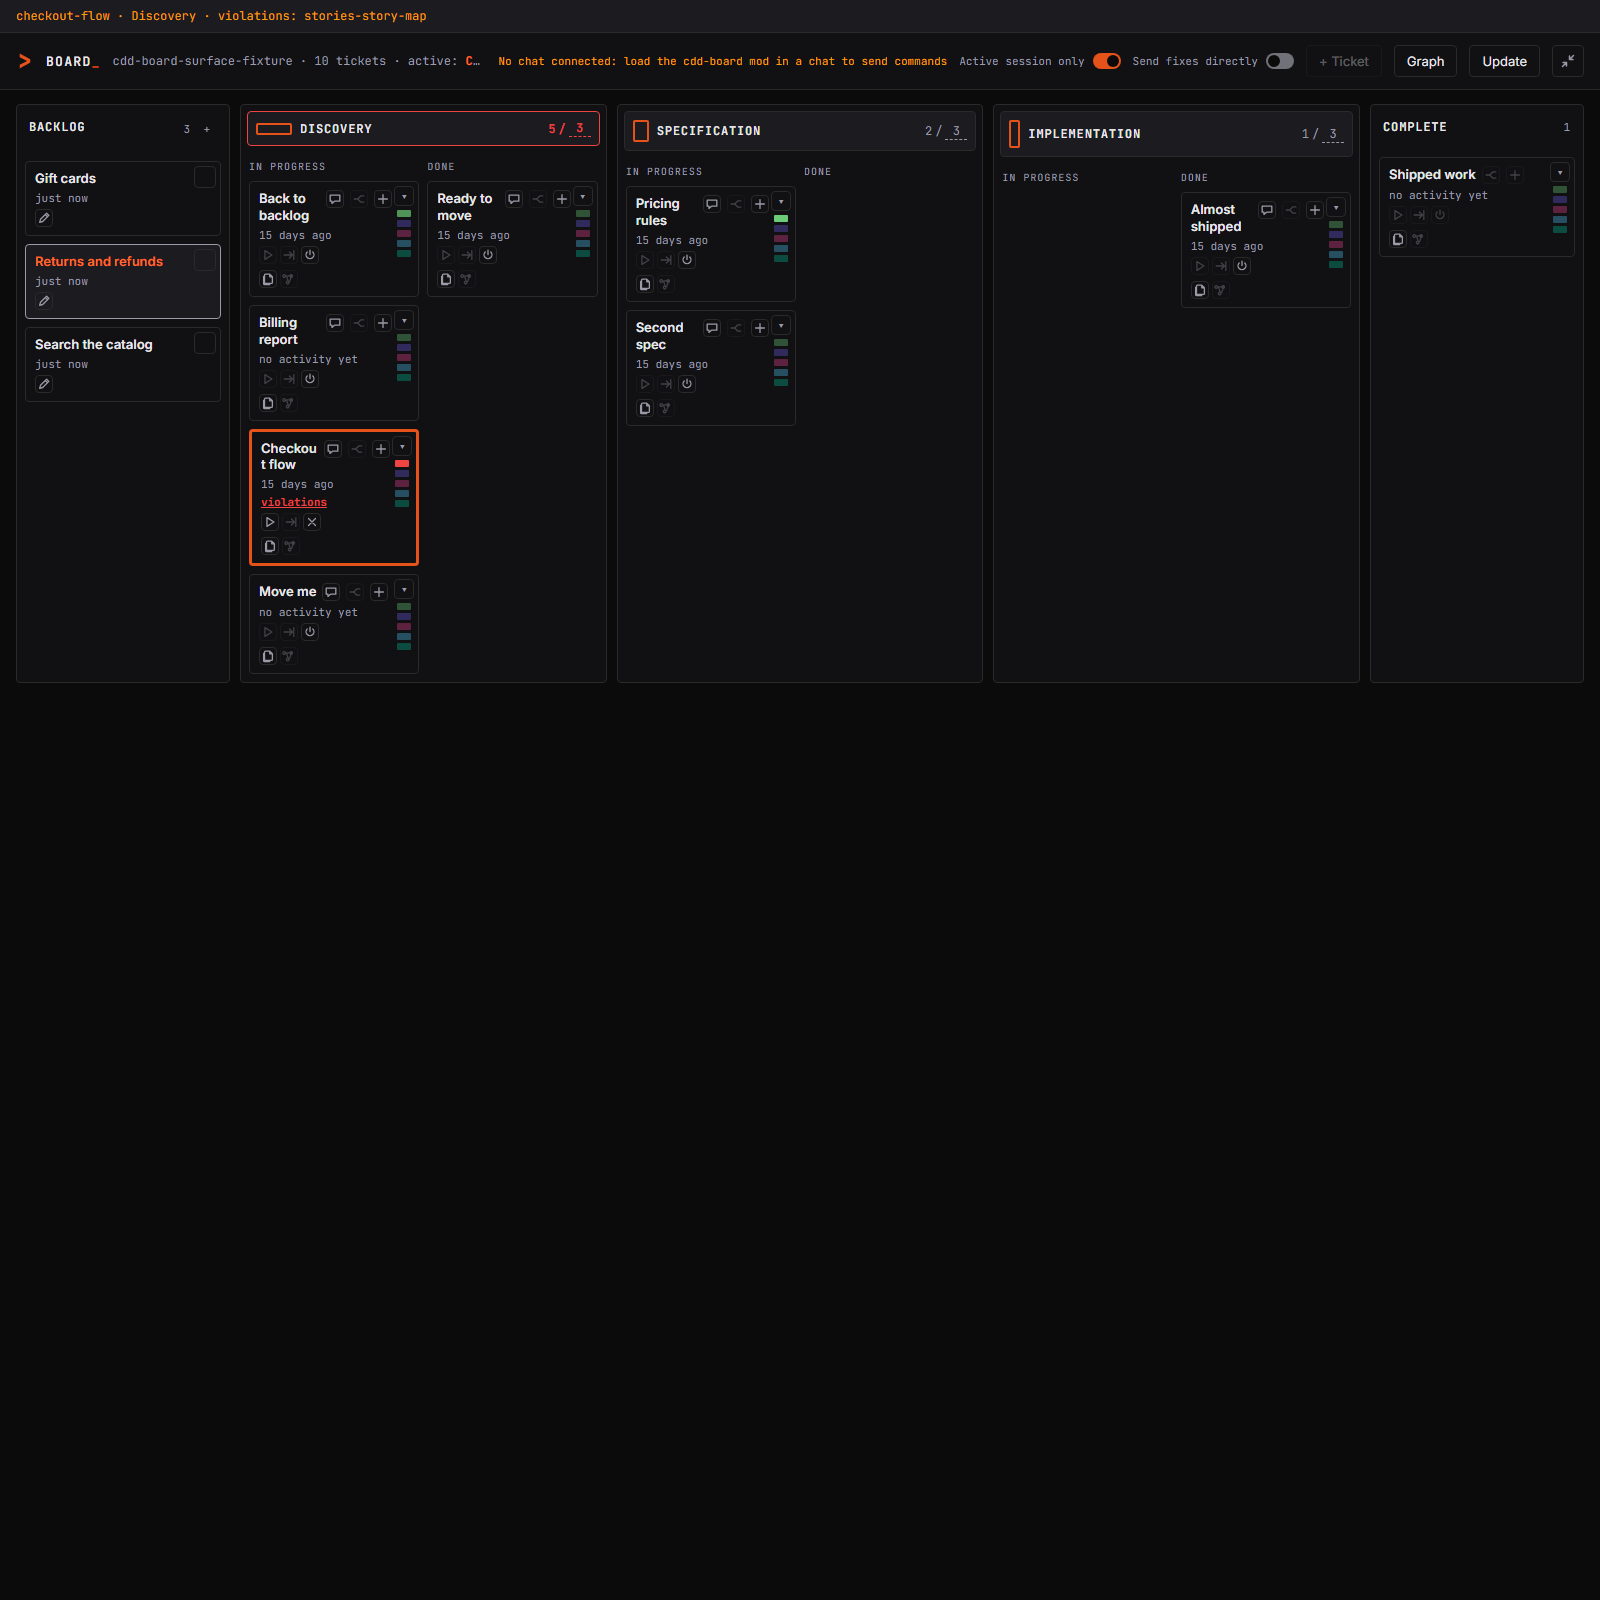 checkout-flow · Discovery · violations: stories-story-map
> BOARD_ cdd-board-surface-fixture · 10 tickets · active: C… No chat connected: load the cdd-board mod in a chat to send commands Active session only Send fixes directly + Ticket Graph Update
BACKLOG 3 +
Gift cards
just now
Returns and refunds
just now
Search the catalog
just now
DISCOVERY 5 / 3
IN PROGRESS
Back to
backlog
15 days ago
Billing
report
no activity yet
Checkou
t flow
15 days ago
violations
Move me
no activity yet
DONE
Ready to
move
15 days ago
SPECIFICATION 2 / 3
IN PROGRESS
Pricing
rules
15 days ago
Second
spec
15 days ago
DONE
IMPLEMENTATION 1 / 3
IN PROGRESS
DONE
Almost
shipped
15 days ago
COMPLETE 1
Shipped work
no activity yet